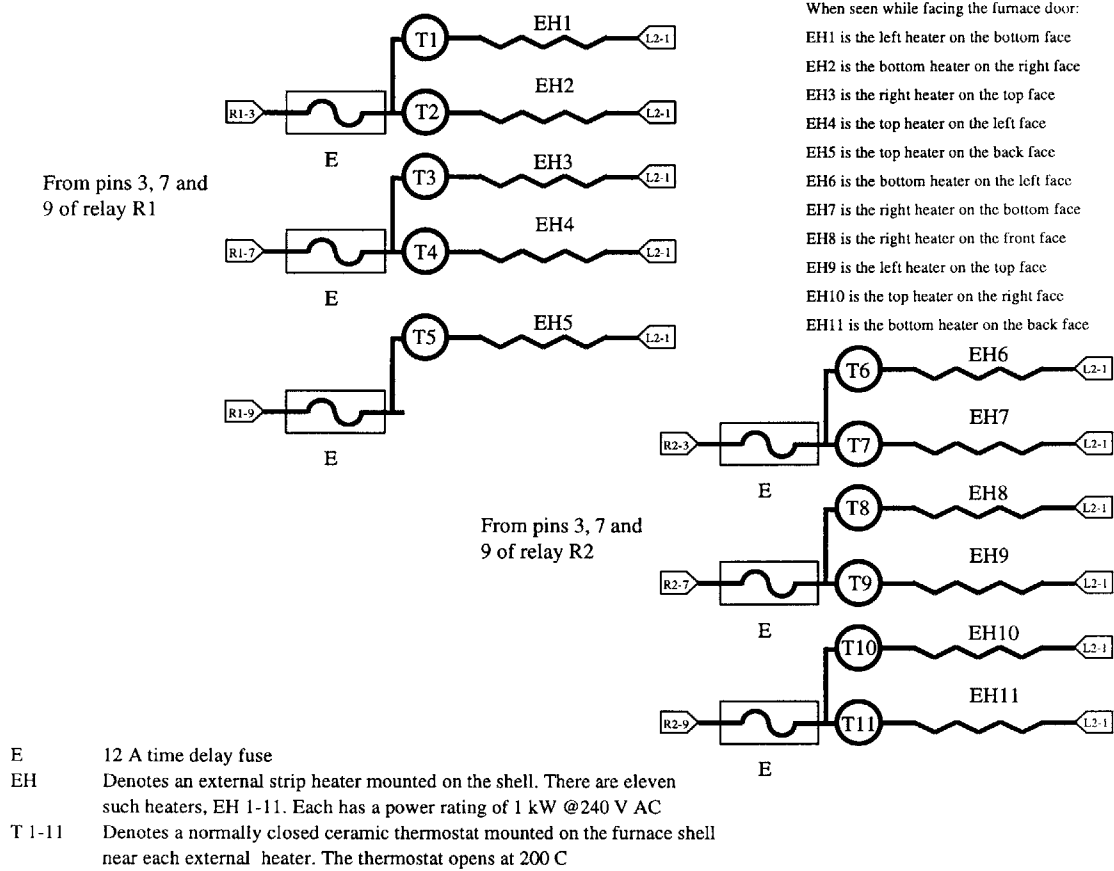 When seen while facing the furnace door:
EH1 is the left heater on the bottom face
EH2 is the bottom heater on the right face
EH3 is the right heater on the top face
EH4 is the top heater on the left face
EH5 is the top heater on the back face
EH6 is the bottom heater on the left face
EH7 is the right heater on the bottom face
EH8 is the right heater on the front face
EH9 is the left heater on the top face
EH10 is the top heater on the right face
EH11 is the bottom heater on the back face
T1 EH1 L2-1
R1-3 T2 EH2 L2-1
E
From pins 3, 7 and
9 of relay R1
T3 EH3 L2-1
R1-7 T4 EH4 L2-1
E
T5 EH5 L2-1
R1-9
E
T6 EH6 L2-1
R2-3 T7 EH7 L2-1
E
From pins 3, 7 and
9 of relay R2
T8 EH8 L2-1
R2-7 T9 EH9 L2-1
E
T10 EH10 L2-1
R2-9 T11 EH11 L2-1
E
E 12 A time delay fuse
EH Denotes an external strip heater mounted on the shell. There are eleven
such heaters, EH 1-11. Each has a power rating of 1 kW @240 V AC
T 1-11 Denotes a normally closed ceramic thermostat mounted on the furnace shell
near each external heater. The thermostat opens at 200 C